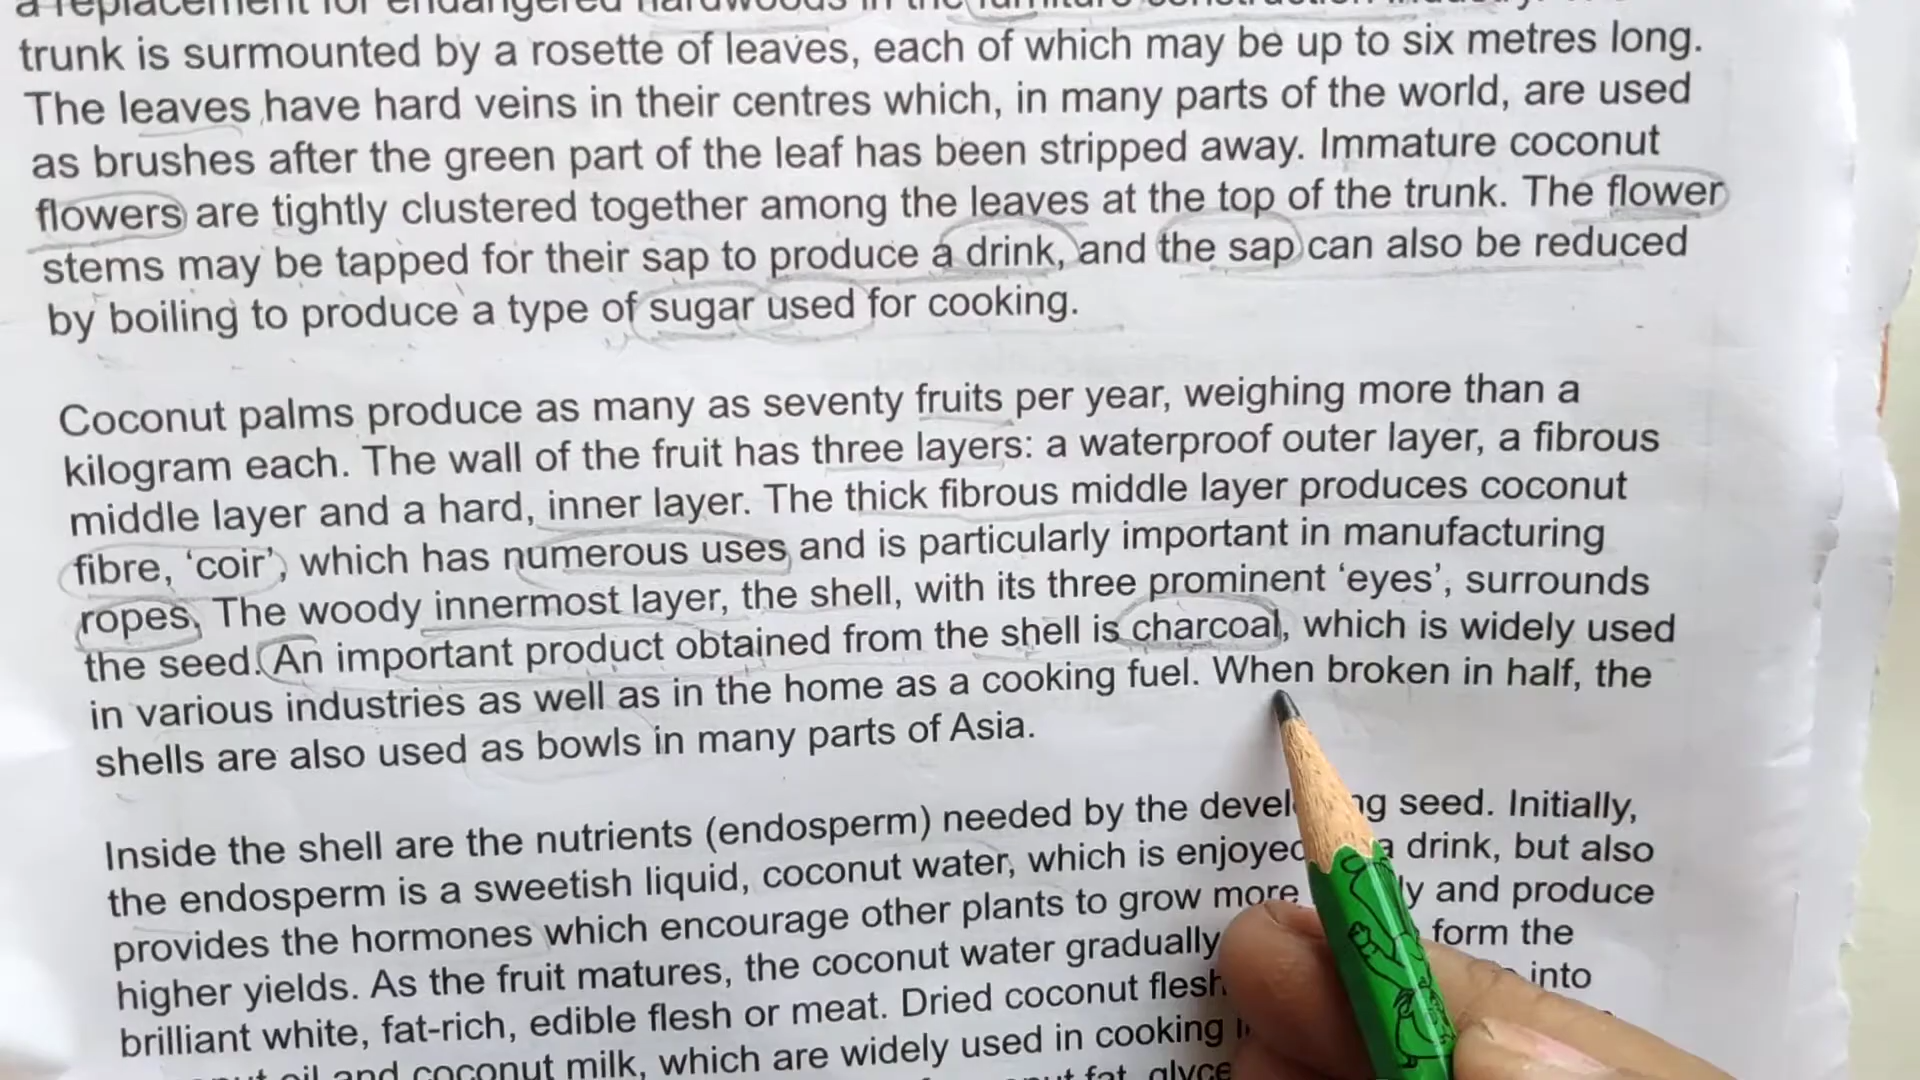 a replacement for endangered hardwoods in the furniture construction industry.
trunk is surmounted by a rosette of leaves, each of which may be up to six metres long.
The leaves have hard veins in their centres which, in many parts of the world, are used
as brushes after the green part of the leaf has been stripped away. Immature coconut
flowers are tightly clustered together among the leaves at the top of the trunk. The flower
stems may be tapped for their sap to produce a drink, and the sap can also be reduced
by boiling to produce a type of sugar used for cooking.
Coconut palms produce as many as seventy fruits per year, weighing more than a
kilogram each. The wall of the fruit has three layers: a waterproof outer layer, a fibrous
middle layer and a hard, inner layer. The thick fibrous middle layer produces coconut
fibre, ‘coir’, which has numerous uses and is particularly important in manufacturing
ropes. The woody innermost layer, the shell, with its three prominent ‘eyes’, surrounds
the seed. An important product obtained from the shell is charcoal, which is widely used
in various industries as well as in the home as a cooking fuel. When broken in half, the
shells are also used as bowls in many parts of Asia.
Inside the shell are the nutrients (endosperm) needed by the seed. Initially,
the endosperm is a sweetish liquid, coconut water, which is enjoyed a drink, but also
provides the hormones which encourage other plants to grow more and produce
higher yields. As the fruit matures, the coconut water gradually form the
brilliant white, fat-rich, edible flesh or meat. Dried coconut flesh, into
oil and coconut milk, which are widely used in cooking
fat,